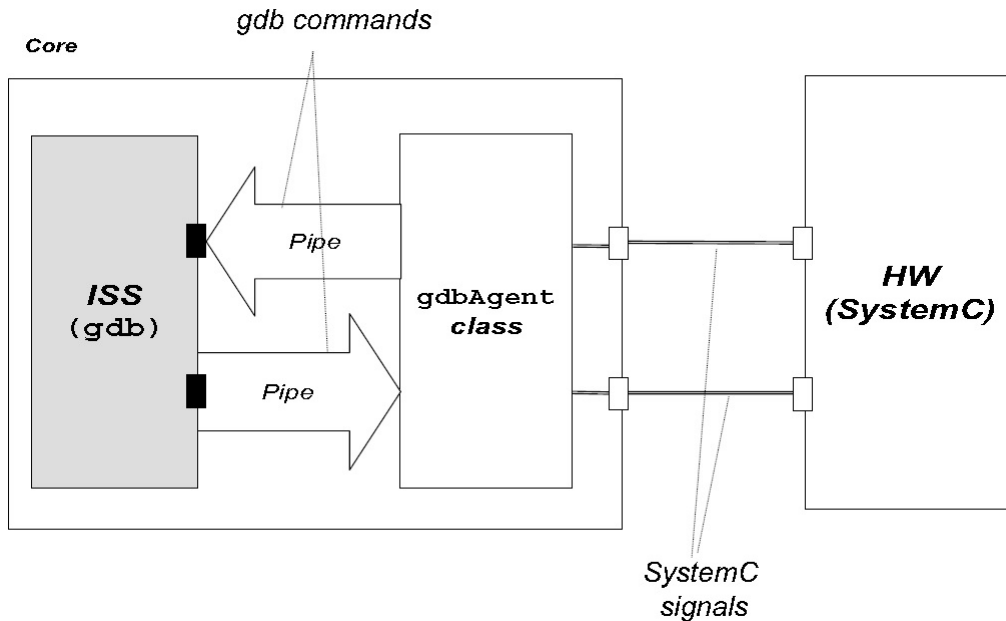 gdb commands
Core
Pipe
ISS
(gdb)
gdbAgent
class
HW
(SystemC)
Pipe
SystemC
signals